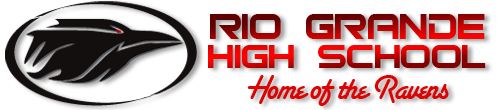 RIO GRANDE
HIGH SCHOOL
Home of the Ravens